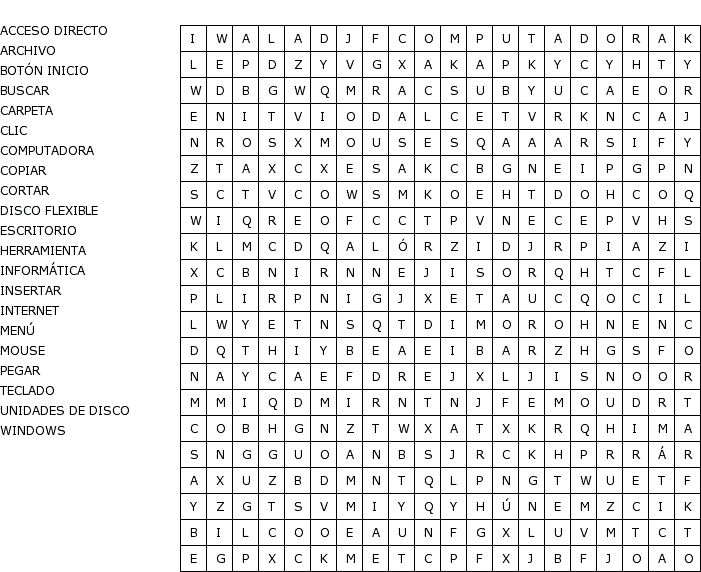 ACCESO DIRECTO
ARCHIVO
BOTÓN INICIO
BUSCAR
CARPETA
CLIC
COMPUTADORA
COPIAR
CORTAR
DISCO FLEXIBLE
ESCRITORIO
HERRAMIENTA
INFORMÁTICA
INSERTAR
INTERNET
MENÚ
MOUSE
PEGAR
TECLADO
UNIDADES DE DISCO
WINDOWS
I W A L A D J F C O M P U T A D O R A K
L E P D Z Y V G X A K A P K Y C Y H T Y
W D B G W Q M R A C S U B Y U C A E O R
E N I T V I O D A L C E T V R K N C A J
N R O S X M O U S E S Q A A A R S I F Y
Z T A X C X E S A K C B G N E I P G P N
S C T V C O W S M K O E H T D O H C O Q
W I Q R E O F C C T P V N E C E P V H S
K L M C D Q A L Ó R Z I D J R P I A Z I
X C B N I R N N E J I S O R Q H T C F L
P L I R P N I G J X E T A U C Q O C I L
L W Y E T N S Q T D I M O R O H N E N C
D Q T H I Y B E A E I B A R Z H G S F O
N A Y C A E F D R E J X L J I S N O O R
M M I Q D M I R N T N J F E M O U D R T
C O B H G N Z T W X A T X K R Q H I M A
S N G G U O A N B S J R C K H P R R Á R
A X U Z B D M N T Q L P N G T W U E T F
Y Z G T S V M I Y Q Y H Ú N E M Z C I K
B I L C O O E A U N F G X L U V M T C T
E G P X C K M E T C P F X J B F J O A O